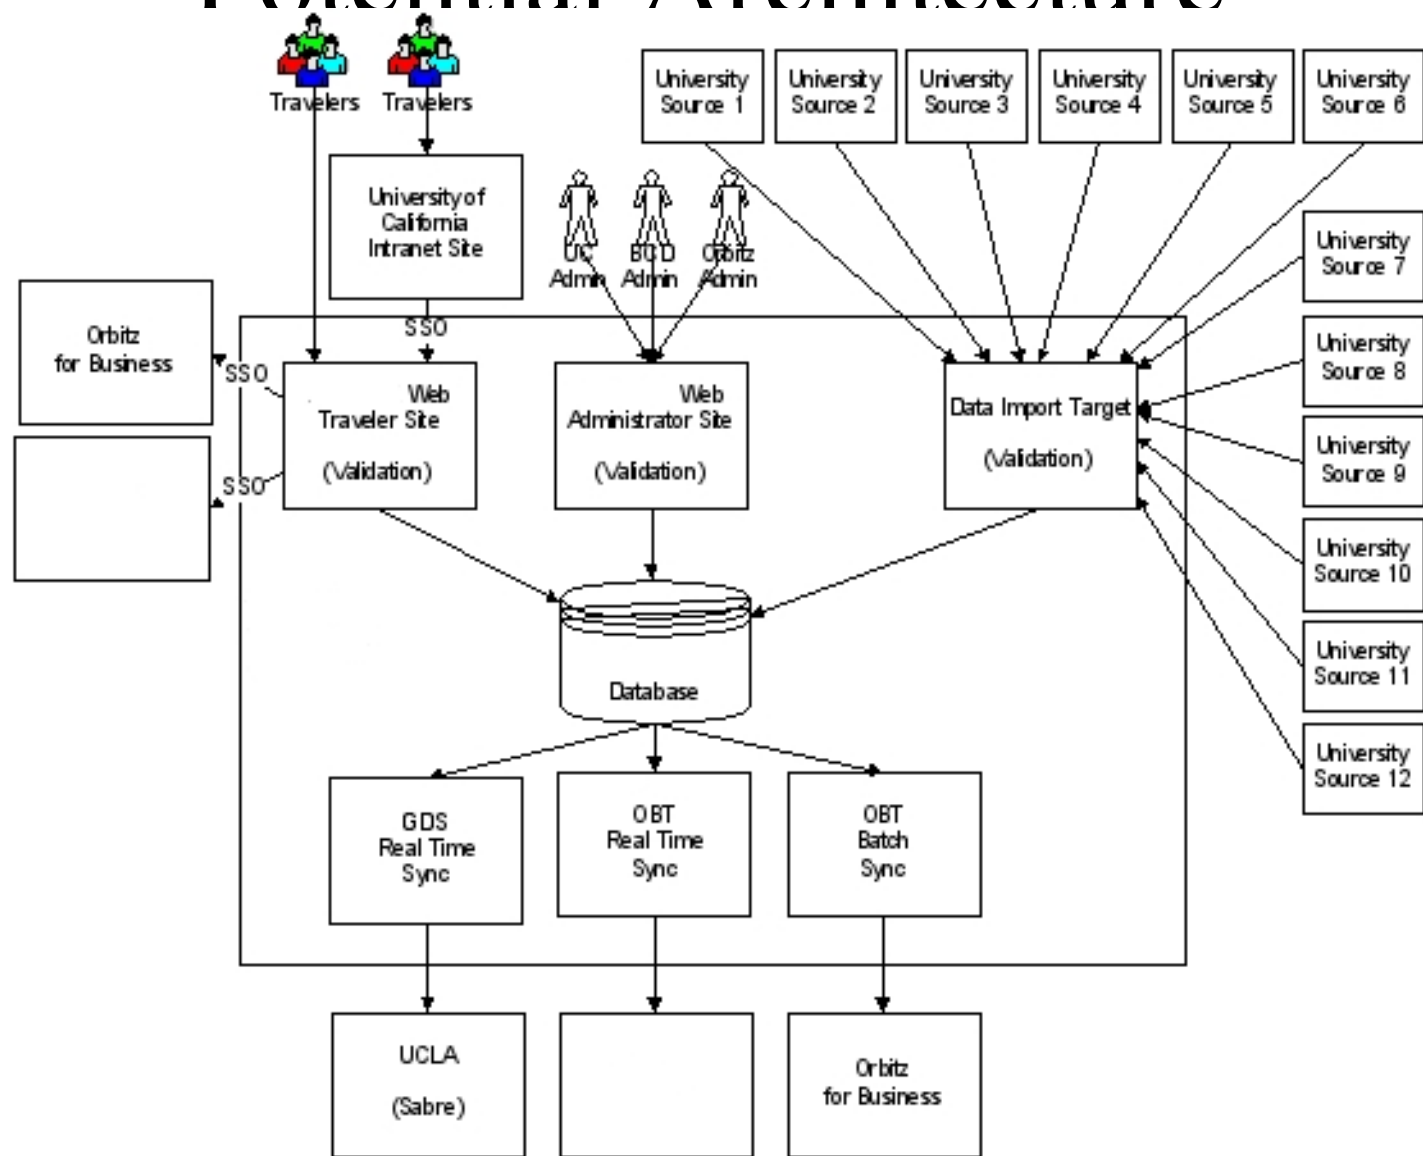 Potential Architecture
Travelers
Travelers
University
Source 1
University
Source 2
University
Source 3
University
Source 4
University
Source 5
University
Source 6
University of
California
Intranet Site
UC
Admin
BCD
Admin
Orbitz
Admin
University
Source 7
SSO
Orbitz
for Business
SSO
University
Source 8
Web
Traveler Site
(Validation)
Web
Administrator Site
(Validation)
Data Import Target
(Validation)
SSO
University
Source 9
University
Source 10
University
Source 11
Database
University
Source 12
GDS
Real Time
Sync
OBT
Real Time
Sync
OBT
Batch
Sync
UCLA
(Sabre)
Orbitz
for Business